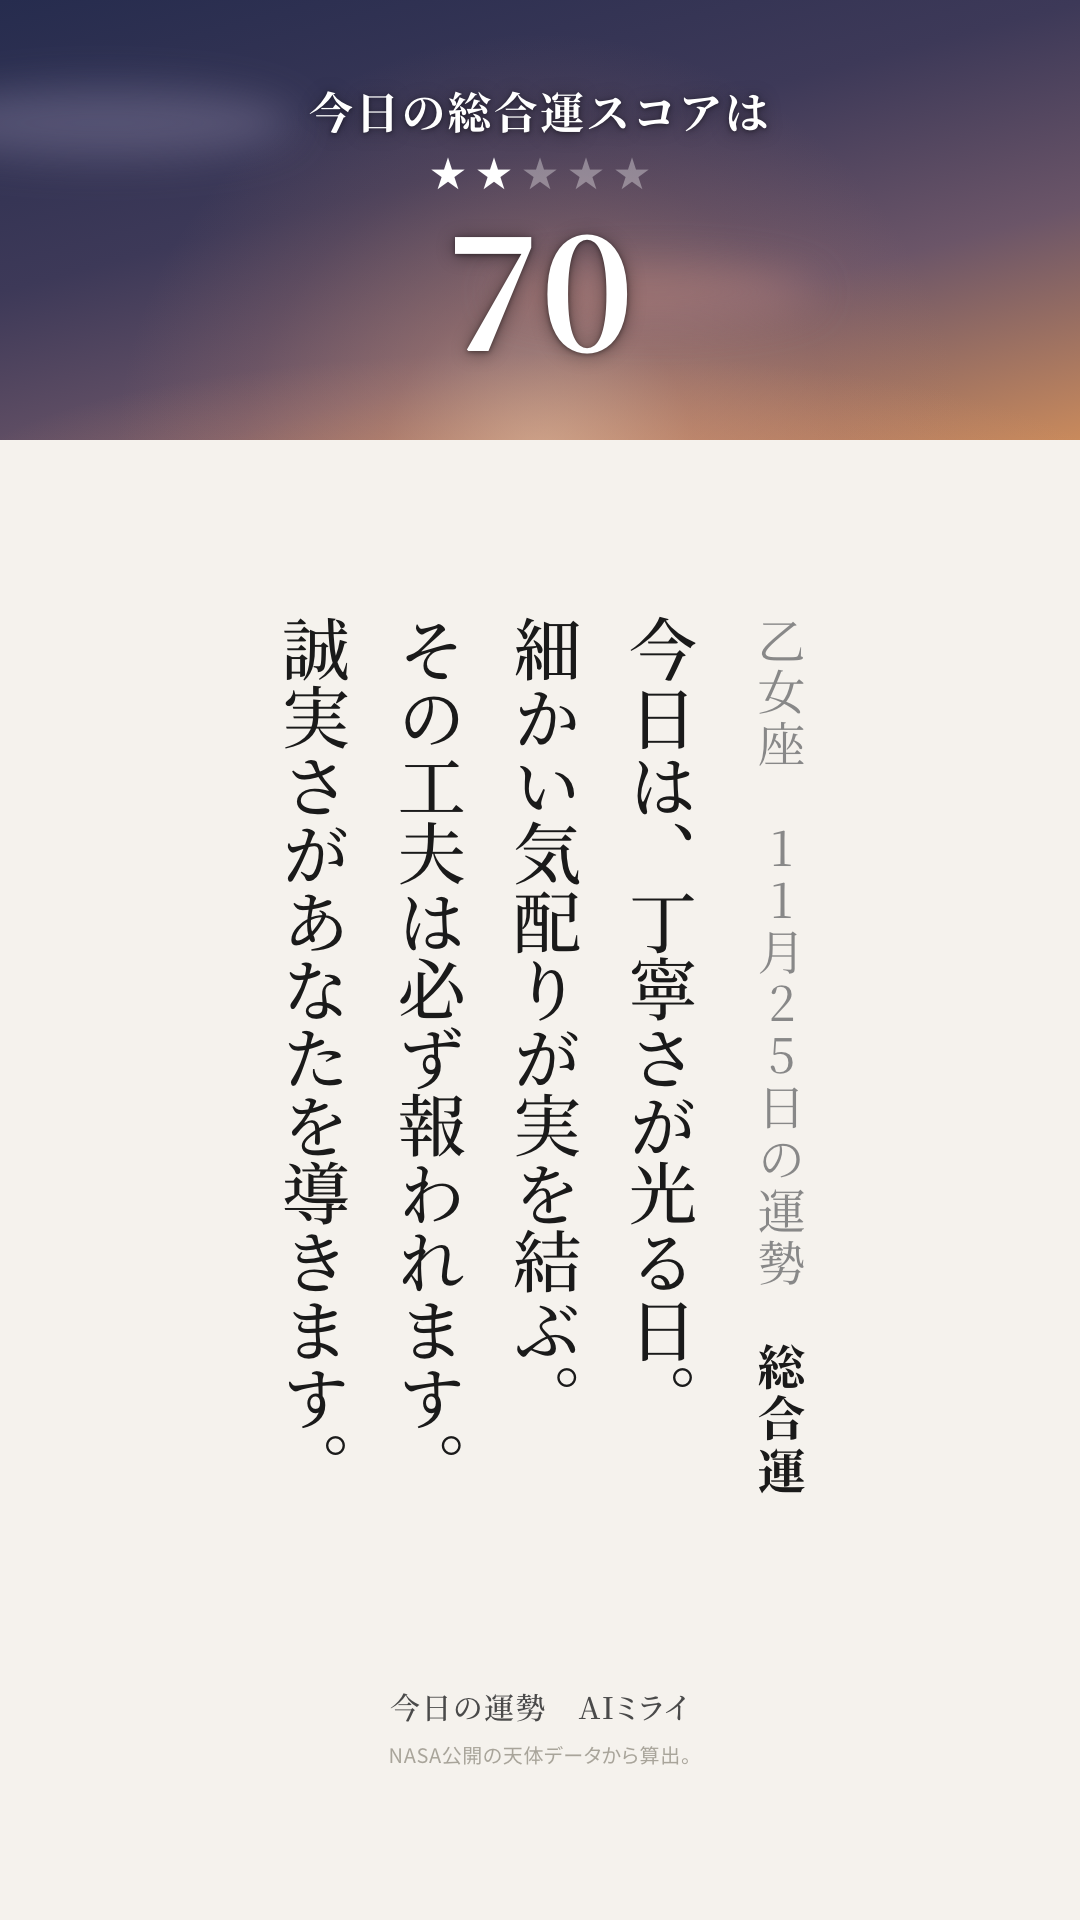 今日の総合運スコアは
★★★★★
70
乙女座　11月25日の運勢　総合運
今日は、丁寧さが光る日。
細かい気配りが実を結ぶ。
その工夫は必ず報われます。
誠実さがあなたを導きます。
今日の運勢　AIミライ
NASA公開の天体データから算出。